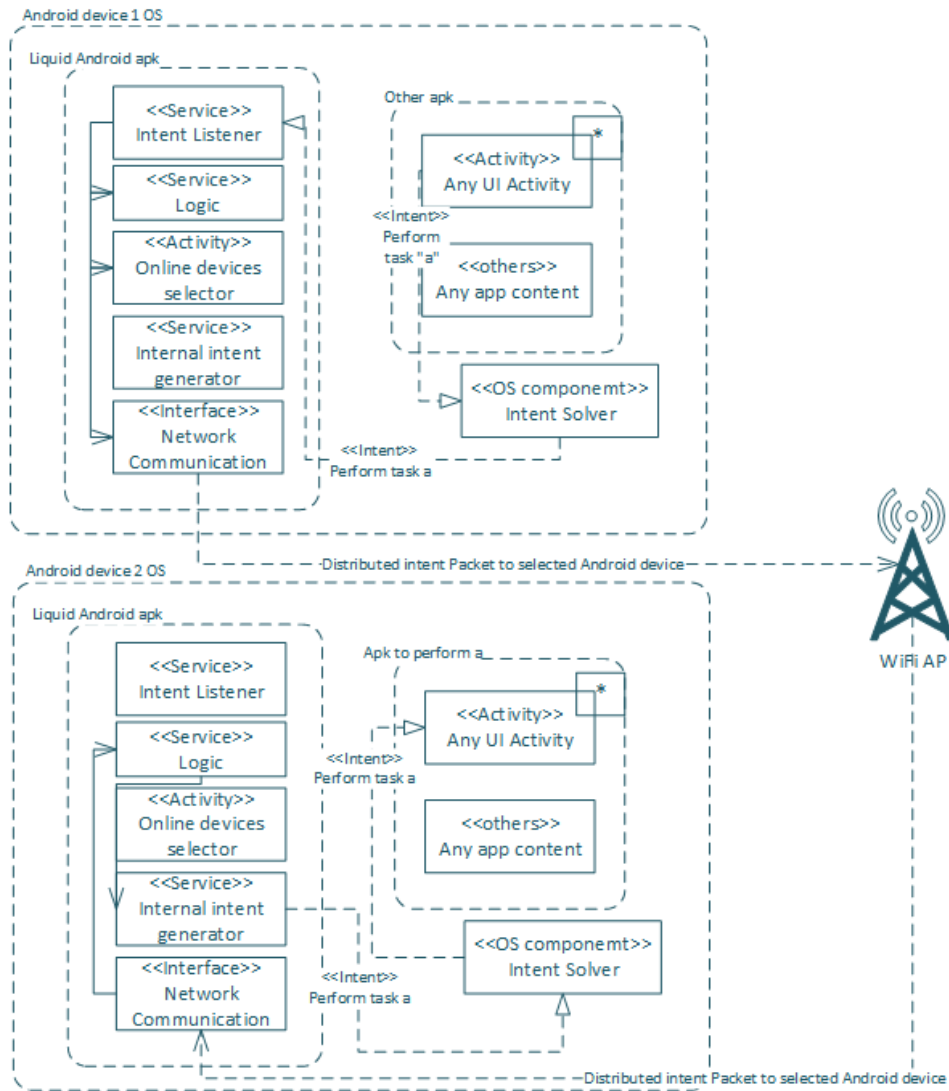 Android device 1 OS
Liquid Android apk
<<Service>>
Intent Listener
<<Service>>
Logic
<<Activity>>
Online devices
selector
<<Service>>
Internal intent
generator
<<Interface>>
Network
Communication
Other apk
*
<<Activity>>
Any UI Activity
<<Intent>>
Perform
task "a"
<<others>>
Any app content
<<OS componemt>>
Intent Solver
<<Intent>>
Perform task a
Distributed intent Packet to selected Android device
WiFi AP
Android device 2 OS
Liquid Android apk
<<Service>>
Intent Listener
<<Service>>
Logic
<<Activity>>
Online devices
selector
<<Service>>
Internal intent
generator
<<Interface>>
Network
Communication
Apk to perform a
*
<<Activity>>
Any UI Activity
<<Intent>>
Perform task a
<<others>>
Any app content
<<OS componemt>>
Intent Solver
<<Intent>>
Perform task a
Distributed intent Packet to selected Android device